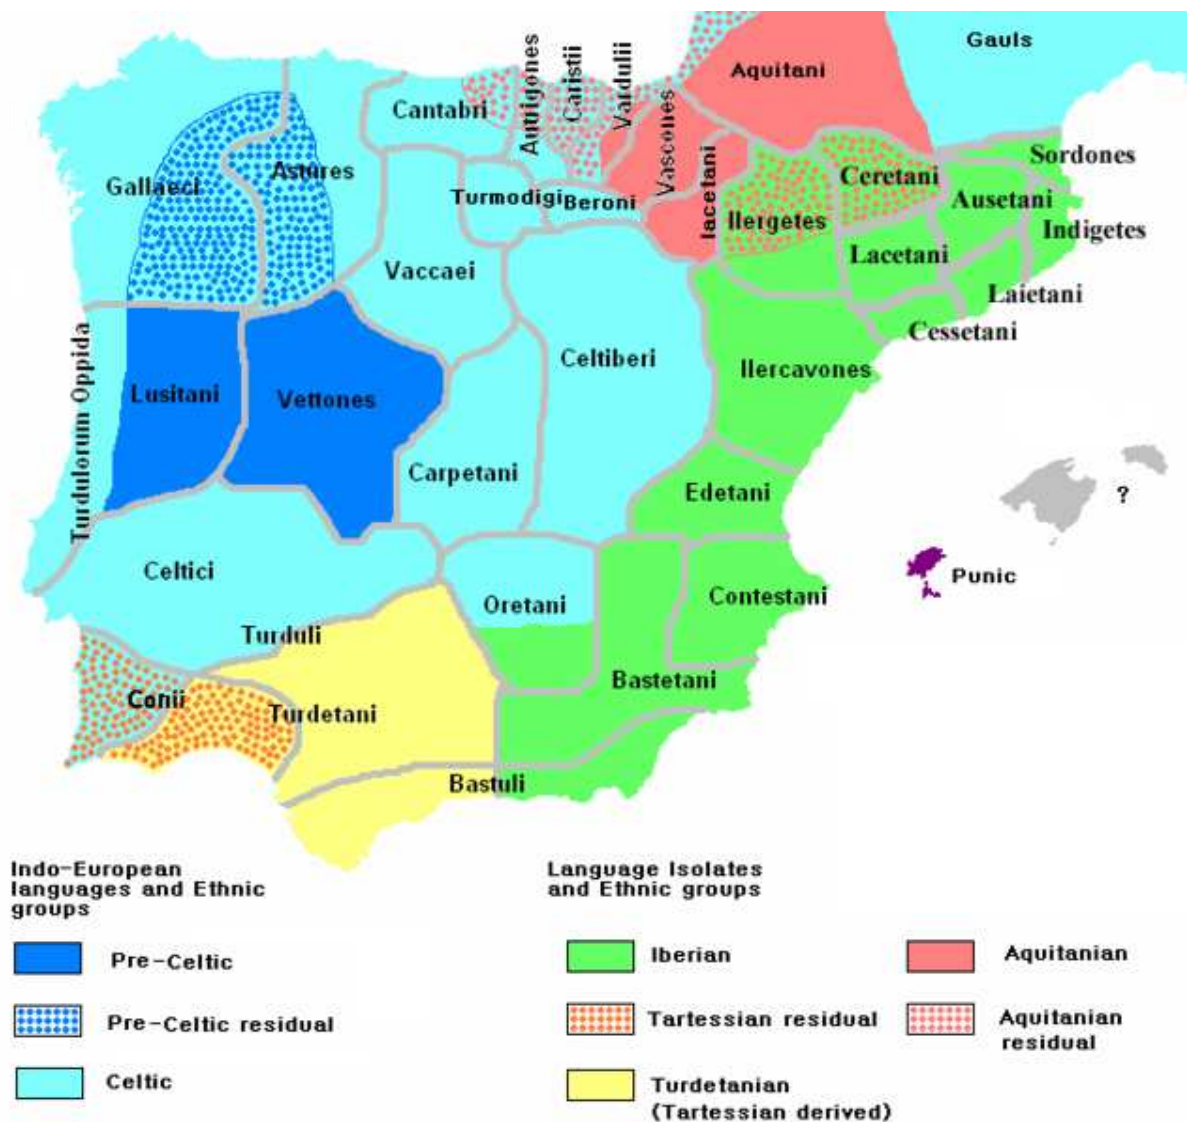 Gauls
Aquitani
Autrigones
Caristii
Varduli
Vascones
Iacetani
Cantabri
Sordones
Astures
Gallaeci
Ceretani
Ausetani
Turmodigi
Beroni
Ilergetes
Indigetes
Lacetani
Vaccaei
Laietani
Cessetani
Turdulorum Oppida
Celtiberi
Ilercavones
Lusitani
Vettones
Carpetani
Edetani
?
Celtici
Punic
Oretani
Contestani
Turduli
Bastetani
Conii
Turdetani
Bastuli
Indo-European
languages and Ethnic
groups
Pre-Celtic
Pre-Celtic residual
Celtic
Language Isolates
and Ethnic groups
Iberian
Tartessian residual
Turdetanian
(Tartessian derived)
Aquitanian
Aquitanian
residual